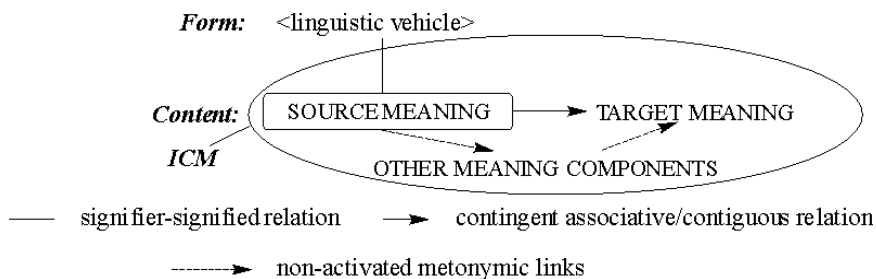 Form: <linguistic vehicle>
Content: SOURCE MEANING TARGET MEANING
ICM OTHER MEANING COMPONENTS
signifier-signified relation contingent associative/contiguous relation
non-activated metonymic links